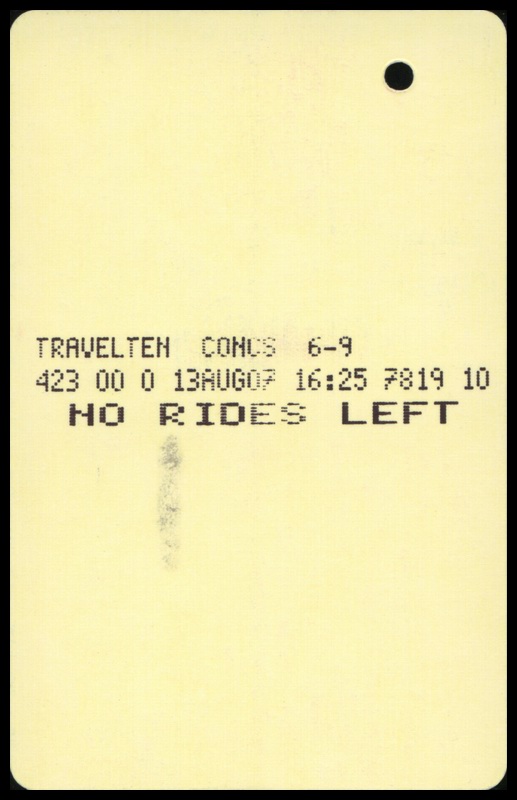 TRAVELTEN CONCS 6-9
423 00 0 13AUG07 16:25 7819 10
NO RIDES LEFT